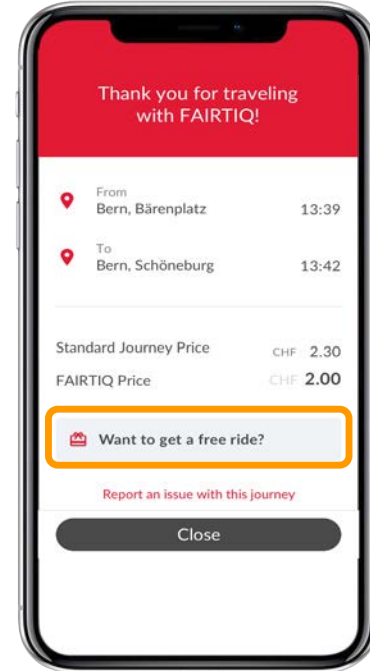 Thank you for traveling
with FAIRTIQ!
From
Bern, Bärenplatz 13:39
To
Bern, Schöneburg 13:42
Standard Journey Price CHF 2.30
FAIRTIQ Price CHF 2.00
Want to get a free ride?
Report an issue with this journey
Close